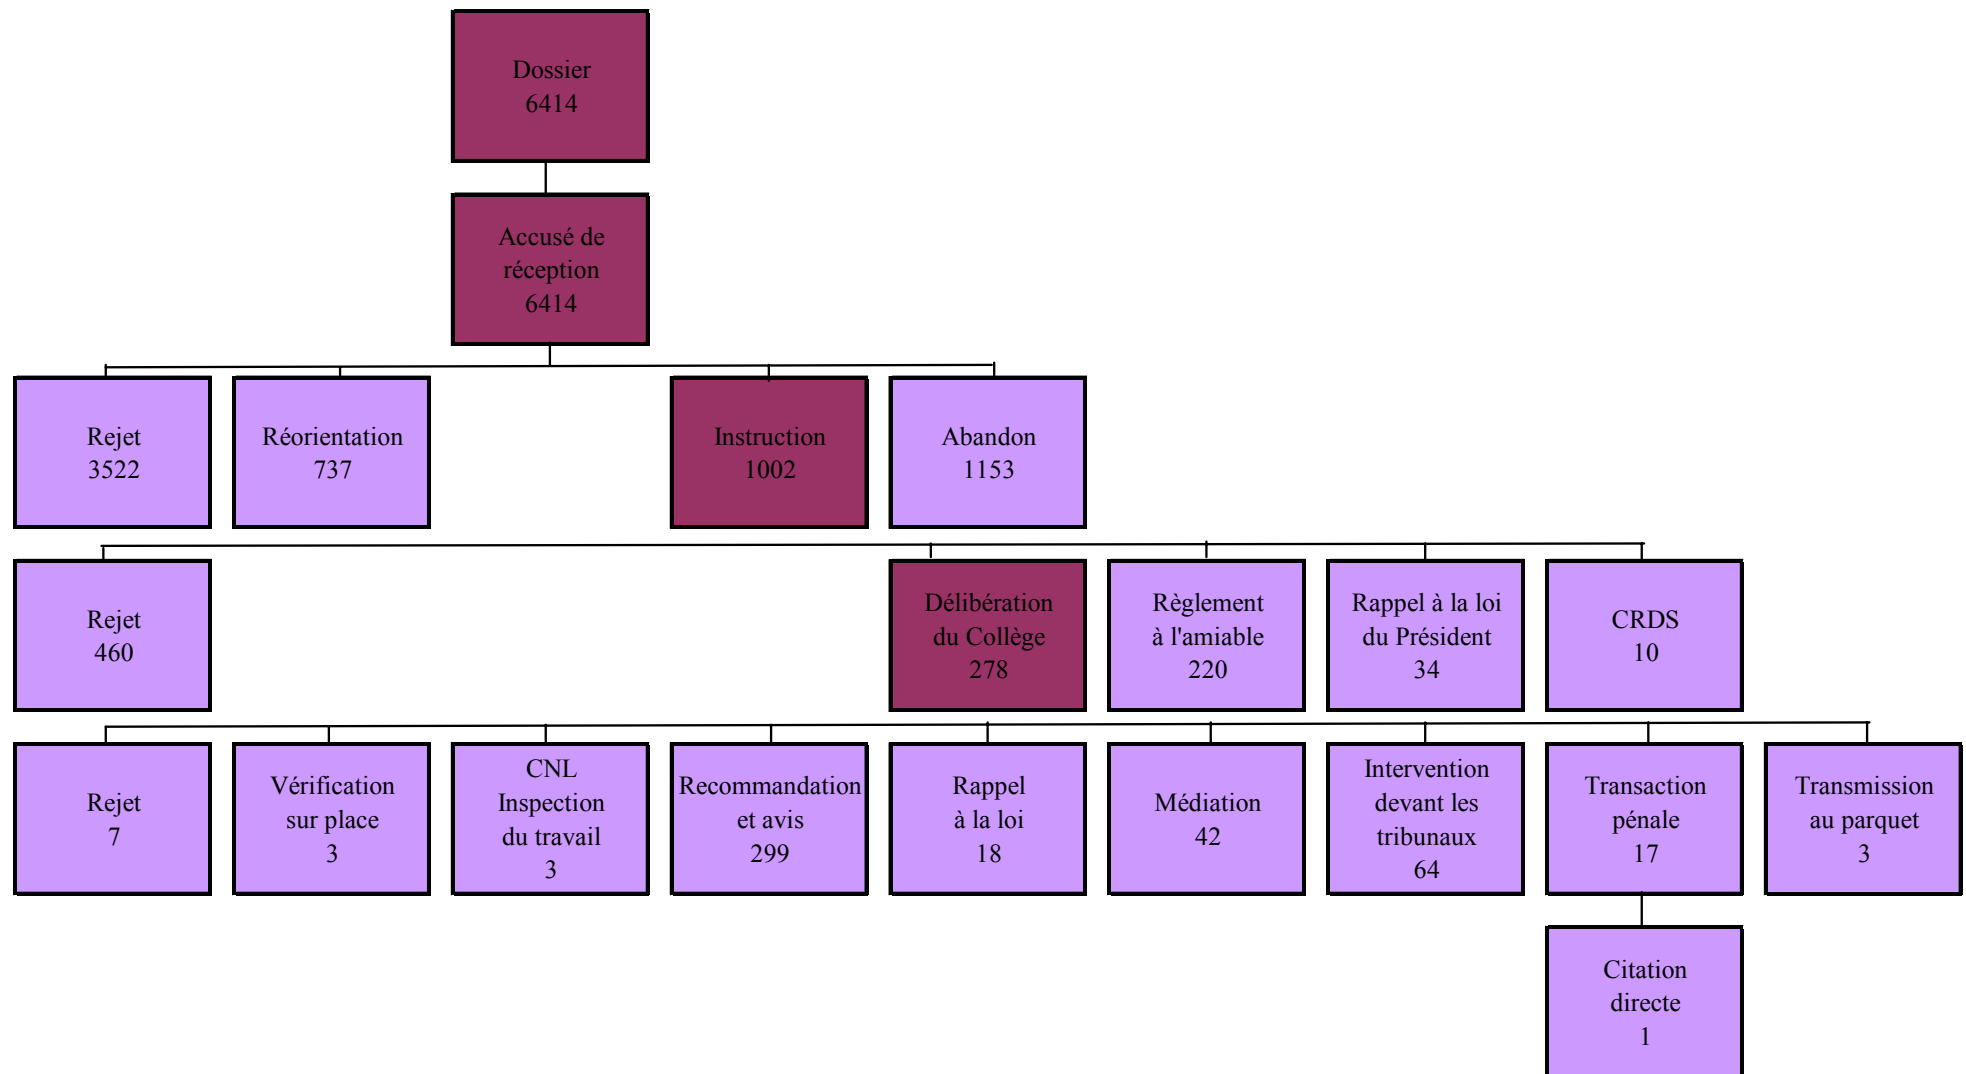 Dossier
6414
Accusé de
réception
6414
Rejet
3522
Réorientation
737
Instruction
1002
Abandon
1153
Rejet
460
Délibération
du Collège
278
Règlement
à l'amiable
220
Rappel à la loi
du Président
34
CRDS
10
Rejet
7
Vérification
sur place
3
CNL
Inspection
du travail
3
Recommandation
et avis
299
Rappel
à la loi
18
Médiation
42
Intervention
devant les
tribunaux
64
Transaction
pénale
17
Transmission
au parquet
3
Citation
directe
1